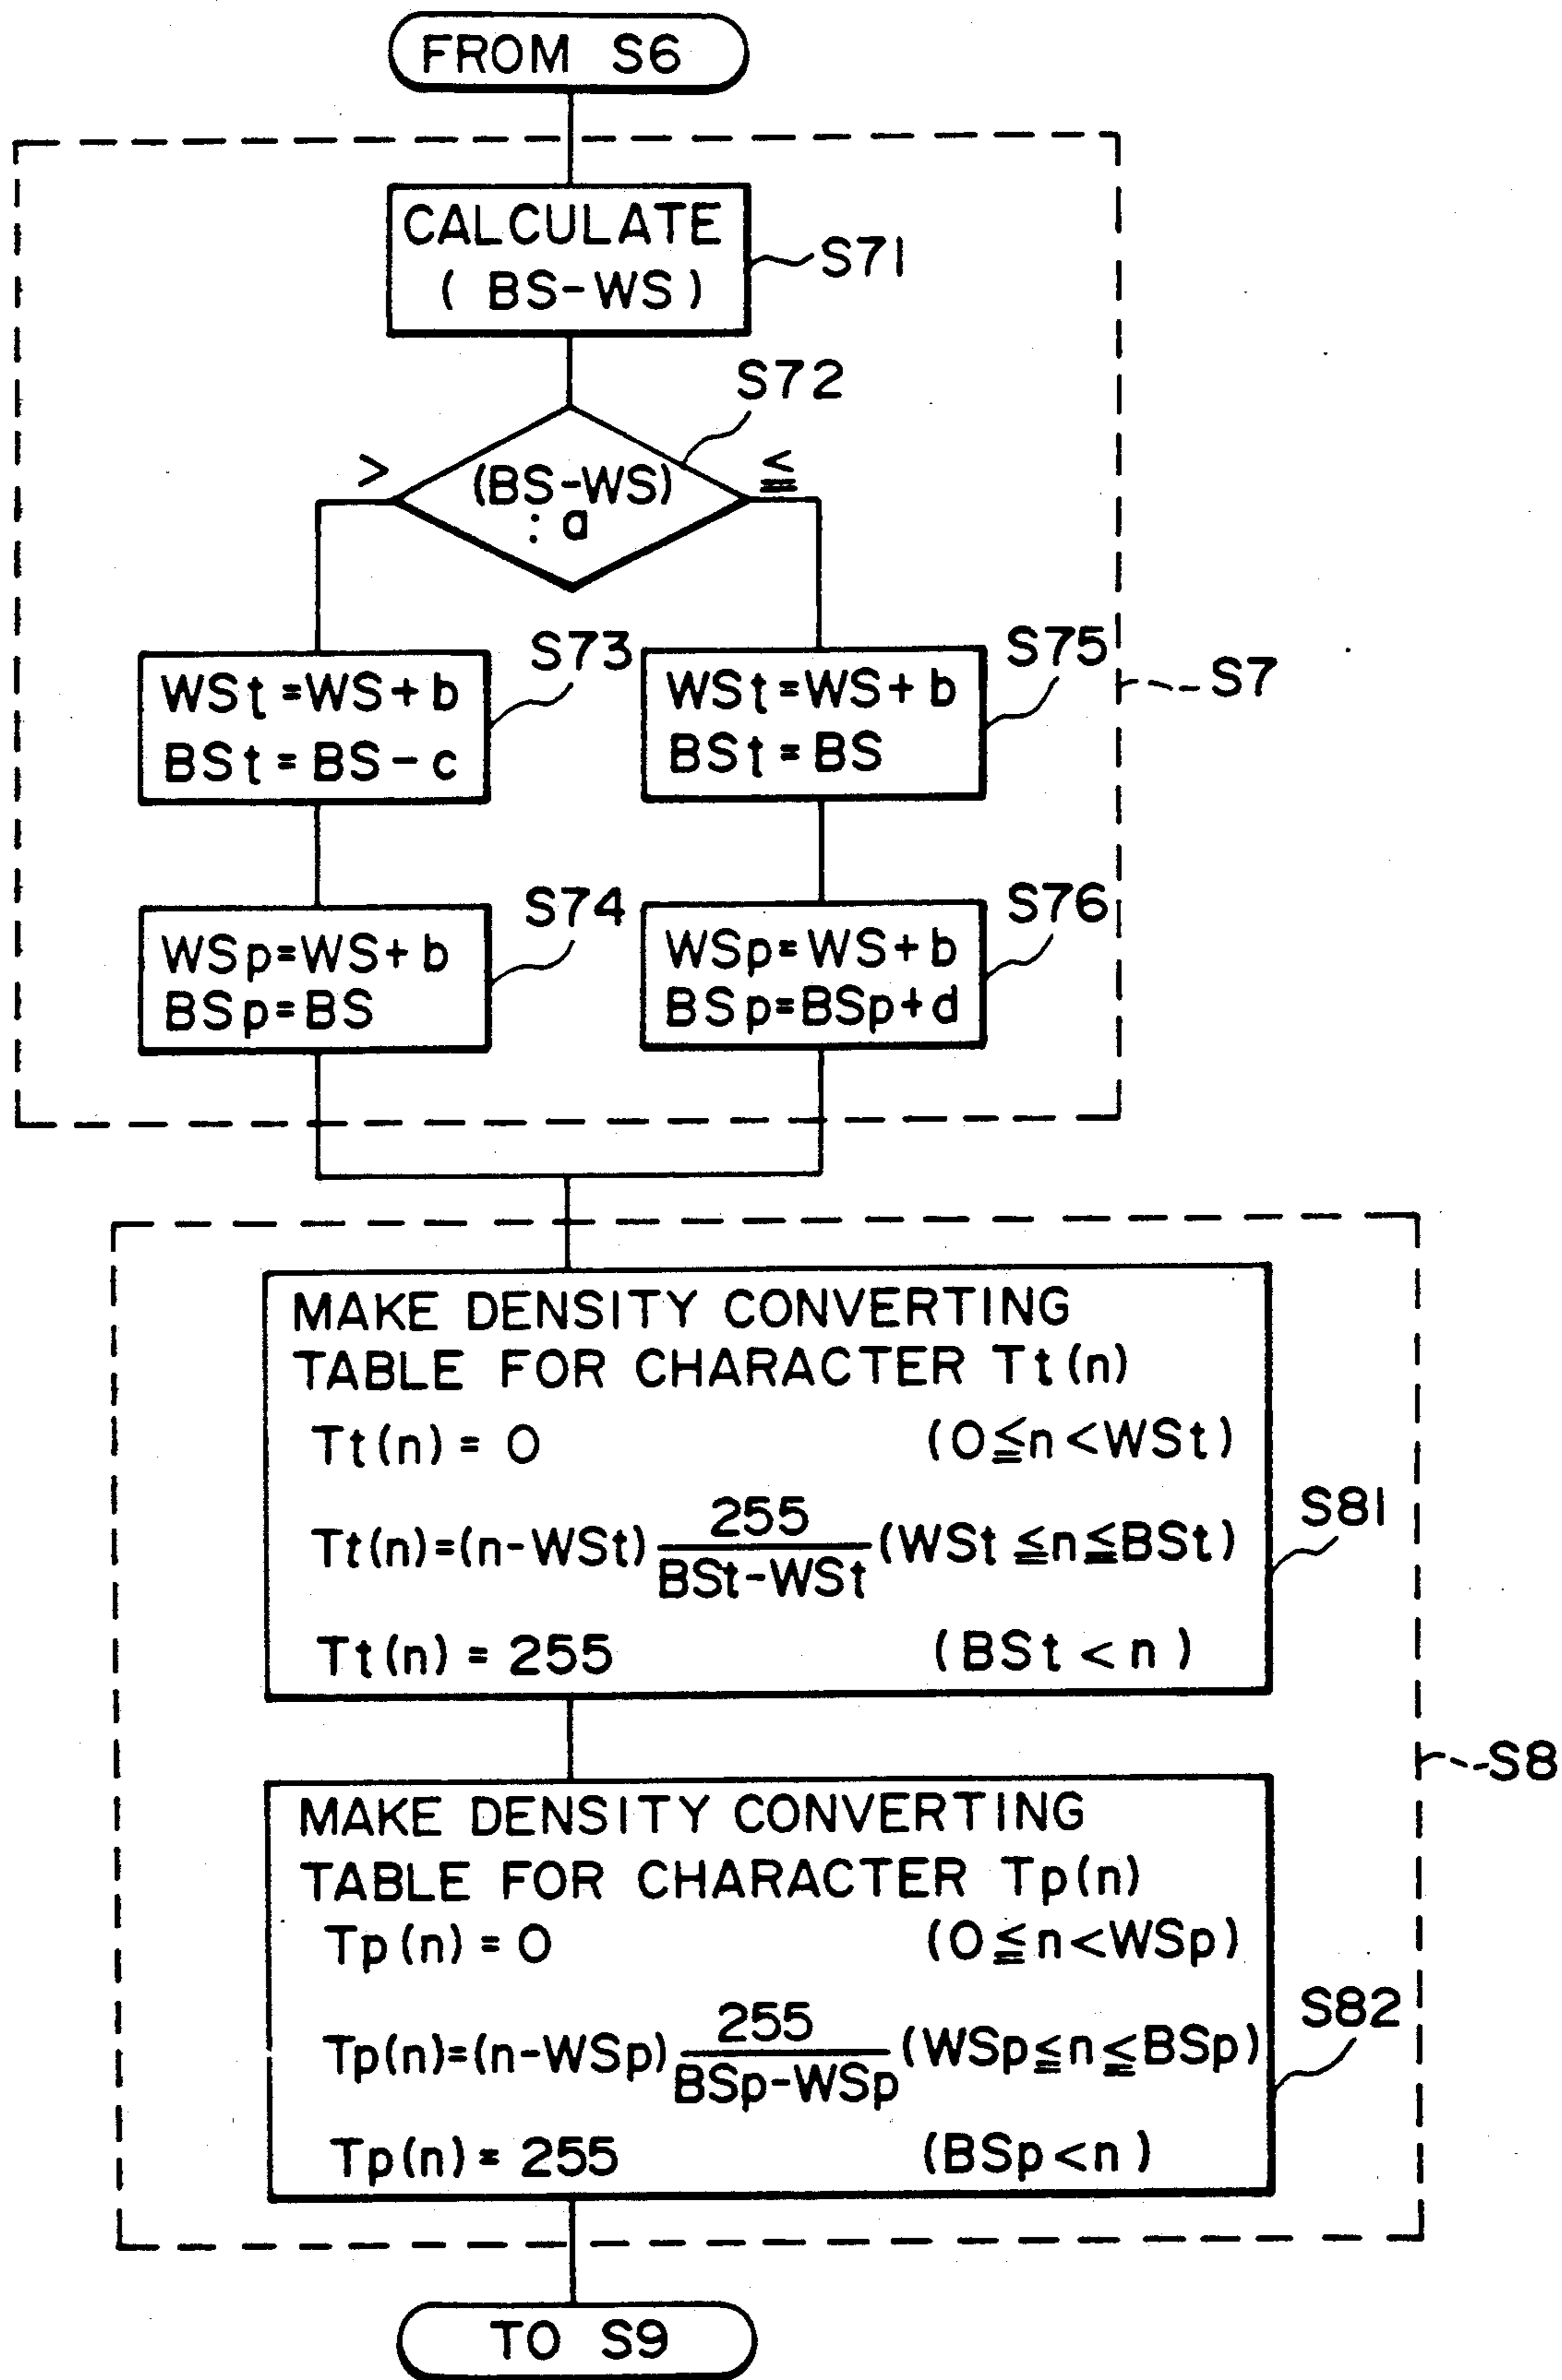 FROM S6
CALCULATE
( BS-WS )
S71
S72
>
(BS-WS)
: a
≦
S73
WSt=WS+b
BSt=BS-c
S75
WSt=WS+b
BSt=BS
S7
S74
WSp=WS+b
BSp=BS
S76
WSp=WS+b
BSp=BSp+d
MAKE DENSITY CONVERTING
TABLE FOR CHARACTER Tt(n)
Tt(n) = 0 (0≦n<WSt)
Tt(n)=(n-WSt) 255/BSt-WSt (WSt ≦n≦BSt)
Tt(n) = 255 (BSt < n)
S81
S8
MAKE DENSITY CONVERTING
TABLE FOR CHARACTER Tp(n)
Tp(n) = 0 (0≦n<WSp)
Tp(n)=(n-WSp) 255/BSp-WSp (WSp≦n≦BSp)
Tp(n) = 255 (BSp<n)
S82
TO S9